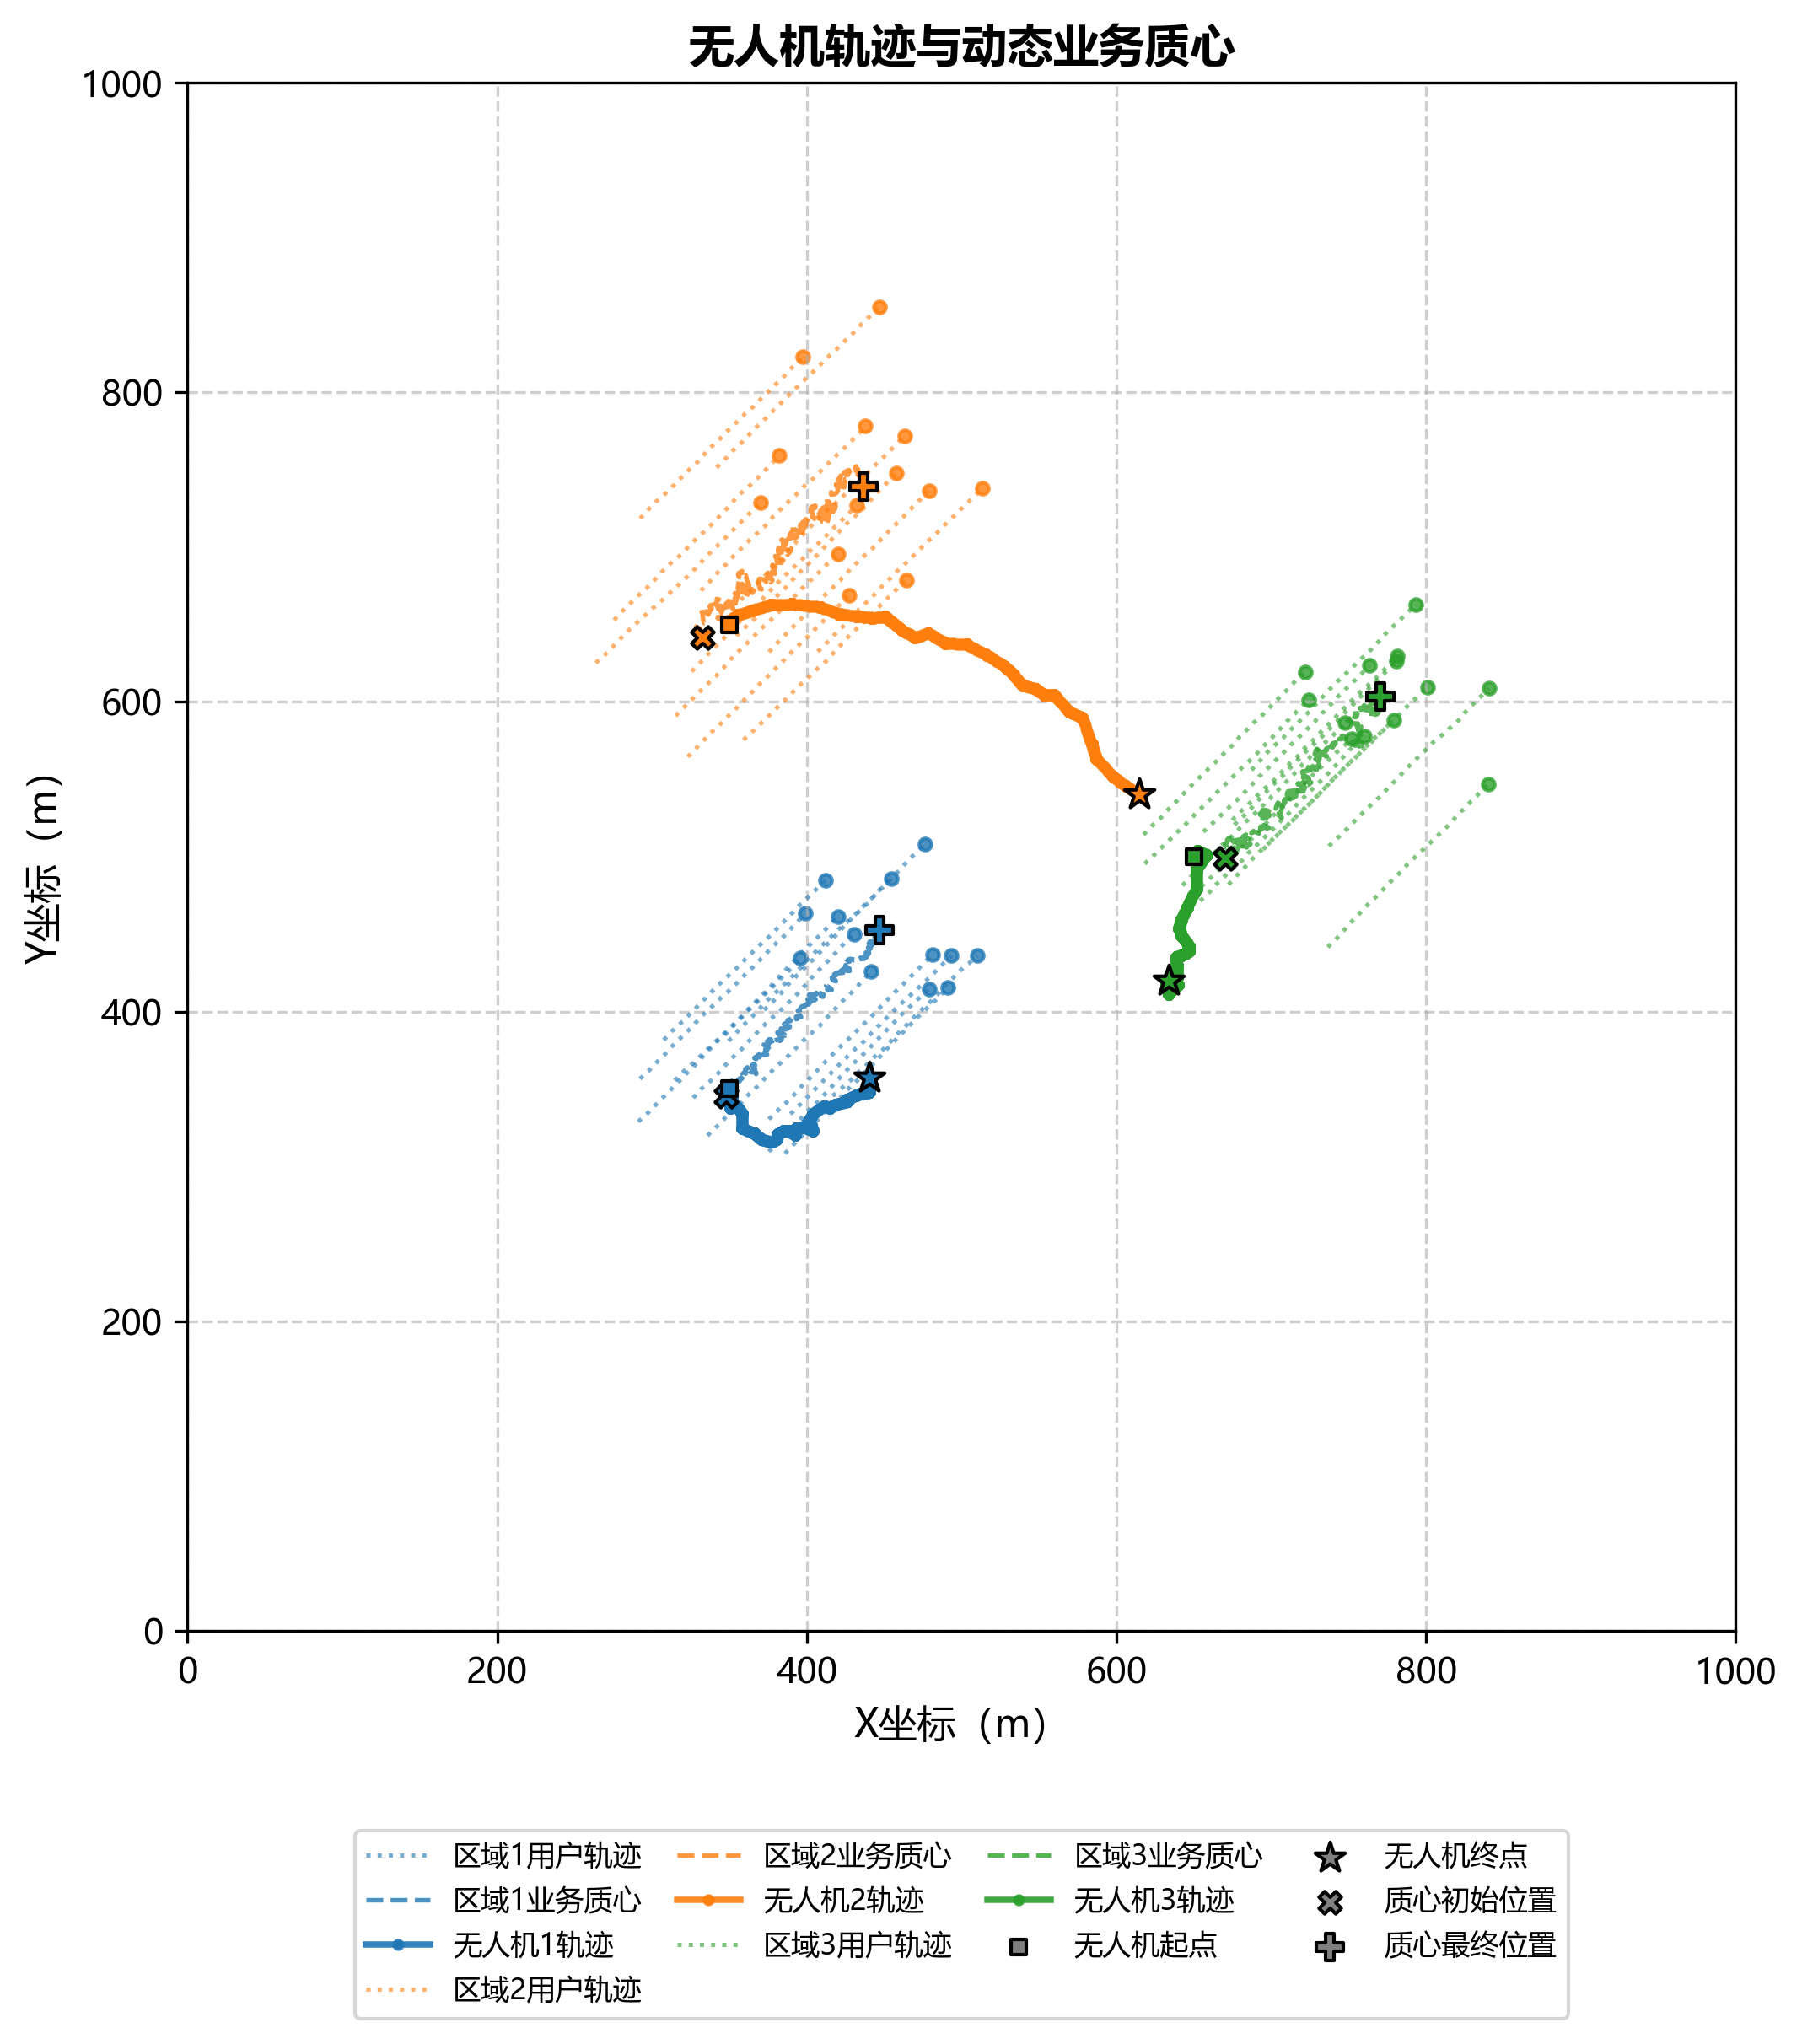 无人机轨迹与动态业务质心
1000
800
600
400
200
0
Y坐标（m）
0 200 400 600 800 1000
X坐标（m）
区域1用户轨迹 区域2业务质心 区域3业务质心 无人机终点
区域1业务质心 无人机2轨迹 无人机3轨迹 质心初始位置
无人机1轨迹 区域3用户轨迹 无人机起点 质心最终位置
区域2用户轨迹